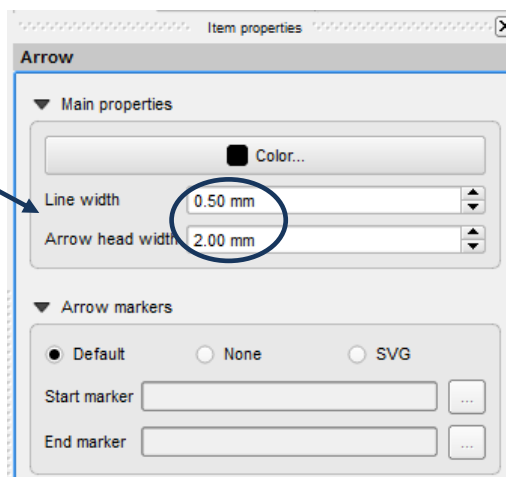 Item properties
Arrow
Main properties
Color...
Line width 0.50 mm
Arrow head width 2.00 mm
Arrow markers
Default None SVG
Start marker ...
End marker ...